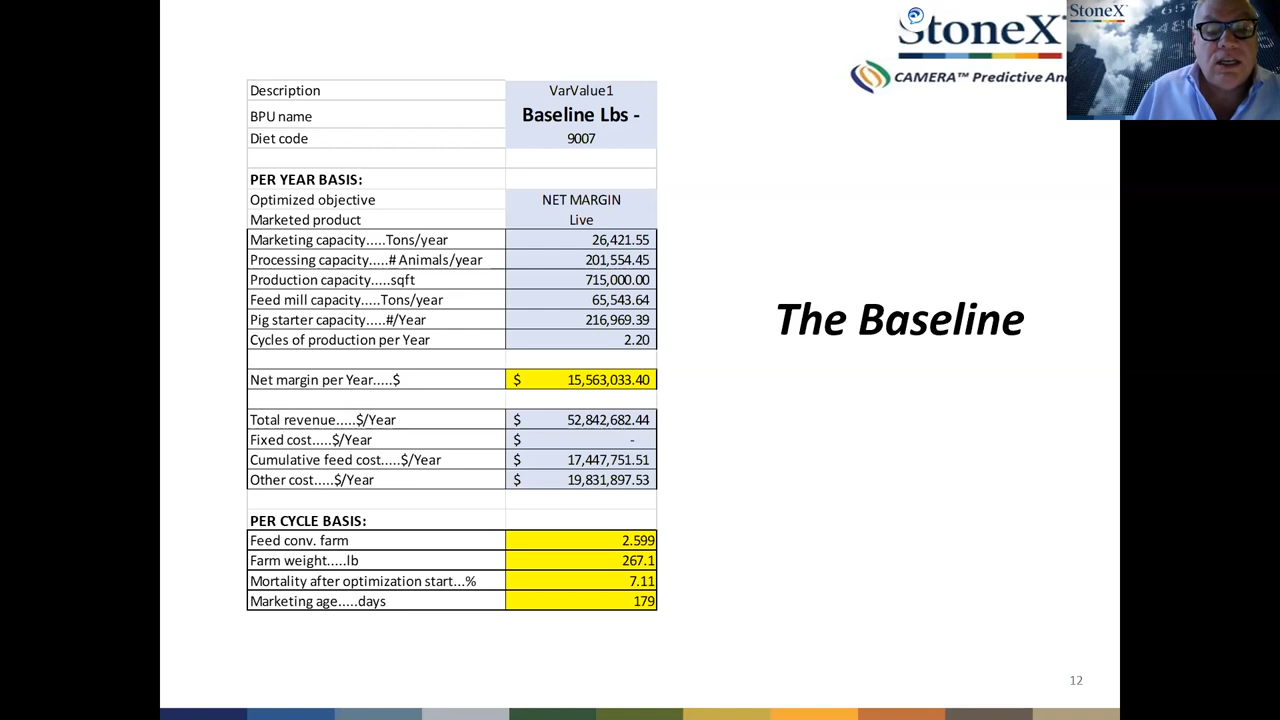 StoneX
StoneX
CAMERA™ Predictive An
Description VarValue1
BPU name Baseline Lbs -
Diet code 9007
PER YEAR BASIS:
Optimized objective NET MARGIN
Marketed product Live
Marketing capacity.....Tons/year 26,421.55
Processing capacity.....# Animals/year 201,554.45
Production capacity.....sqft 715,000.00
Feed mill capacity.....Tons/year 65,543.64
Pig starter capacity.....#/Year 216,969.39
Cycles of production per Year 2.20
The Baseline
Net margin per Year.....$ $ 15,563,033.40
Total revenue.....$/Year $ 52,842,682.44
Fixed cost.....$/Year $ -
Cumulative feed cost.....$/Year $ 17,447,751.51
Other cost.....$/Year $ 19,831,897.53
PER CYCLE BASIS:
Feed conv. farm 2.599
Farm weight.....lb 267.1
Mortality after optimization start...% 7.11
Marketing age.....days 179
12